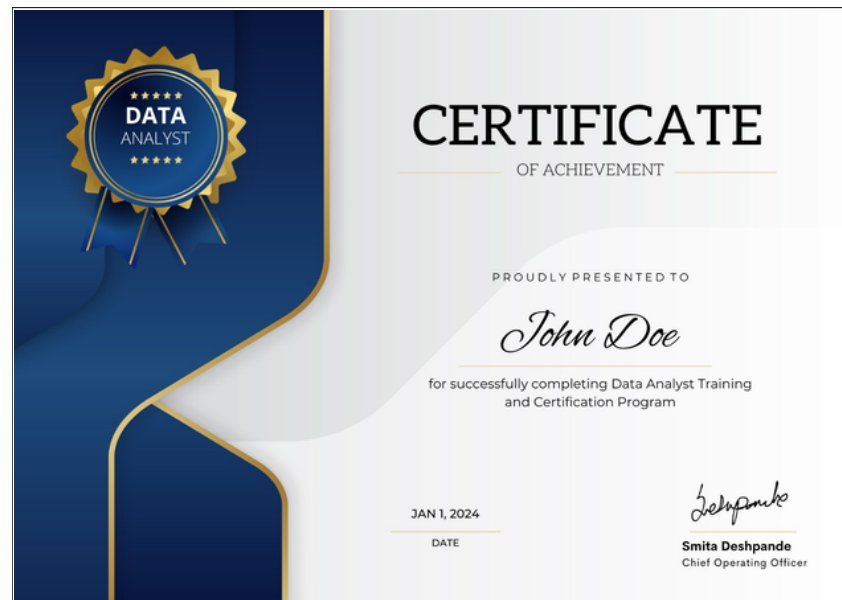 DATA
ANALYST
CERTIFICATE
OF ACHIEVEMENT
PROUDLY PRESENTED TO
John Doe
for successfully completing Data Analyst Training
and Certification Program
JAN 1, 2024
DATE
Deshpande
Smita Deshpande
Chief Operating Officer